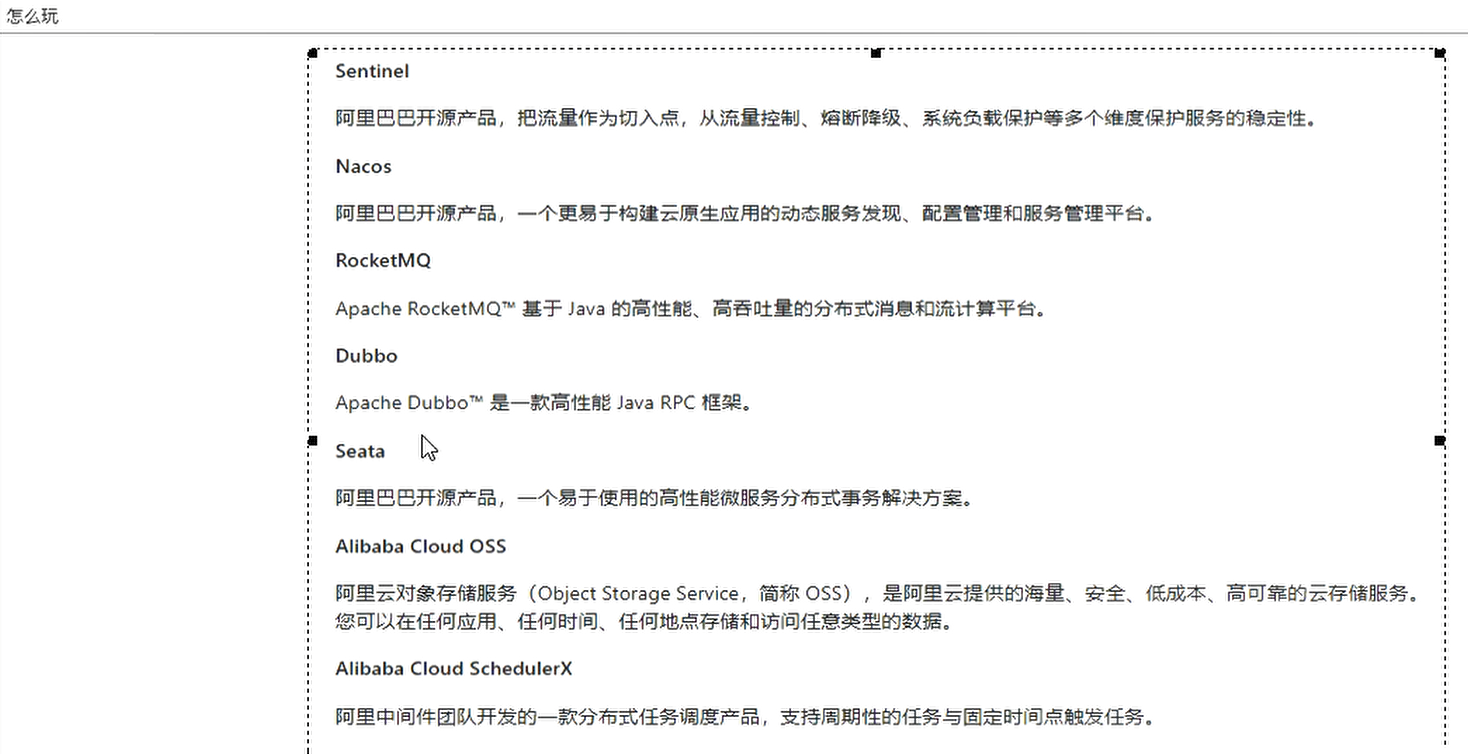 怎么玩
Sentinel
阿里巴巴开源产品，把流量作为切入点，从流量控制、熔断降级、系统负载保护等多个维度保护服务的稳定性。
Nacos
阿里巴巴开源产品，一个更易于构建云原生应用的动态服务发现、配置管理和服务管理平台。
RocketMQ
Apache RocketMQ™ 基于 Java 的高性能、高吞吐量的分布式消息和流计算平台。
Dubbo
Apache Dubbo™ 是一款高性能 Java RPC 框架。
Seata
阿里巴巴开源产品，一个易于使用的高性能微服务分布式事务解决方案。
Alibaba Cloud OSS
阿里云对象存储服务（Object Storage Service，简称 OSS），是阿里云提供的海量、安全、低成本、高可靠的云存储服务。
您可以在任何应用、任何时间、任何地点存储和访问任意类型的数据。
Alibaba Cloud SchedulerX
阿里中间件团队开发的一款分布式任务调度产品，支持周期性的任务与固定时间点触发任务。